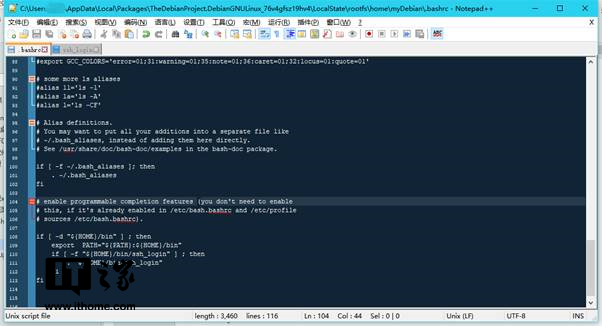 C:\Users\ \AppData\Local\Packages\TheDebianProject.DebianGNULinux_76v4gfsz19hv4\LocalState\rootfs\home\myDebian\.bashrc - Notepad++
文件(F) 编辑(E) 搜索(S) 视图(V) 编码(N) 语言(L) 设置(T) 工具(O) 宏(M) 运行(R) 插件(P) 窗口(W) ?
.bashrc ssh_login
88 #export GCC_COLORS='error=01;31:warning=01;35:note=01;36:caret=01;32:locus=01:quote=01'
89
90 # some more ls aliases
91 #alias ll='ls -l'
92 #alias la='ls -A'
93 #alias l='ls -CF'
94
95 # Alias definitions.
96 # You may want to put all your additions into a separate file like
97 # ~/.bash_aliases, instead of adding them here directly.
98 # See /usr/share/doc/bash-doc/examples in the bash-doc package.
99
100 if [ -f ~/.bash_aliases ]; then
101 . ~/.bash_aliases
102 fi
103
104 # enable programmable completion features (you don't need to enable
105 # this, if it's already enabled in /etc/bash.bashrc and /etc/profile
106 # sources /etc/bash.bashrc).
107
108 if [ -d "${HOME}/bin" ] ; then
109 export PATH="${PATH}:${HOME}/bin"
110 if [ -f "${HOME}/bin/ssh_login" ] ; then
111 . "${HOME}/bin/ssh_login"
112 fi
113 fi
114
115
IT之家
www.ithome.com
Unix script file length : 3,460 lines : 116 Ln : 104 Col : 44 Sel : 0 | 0 Unix (LF) UTF-8 INS